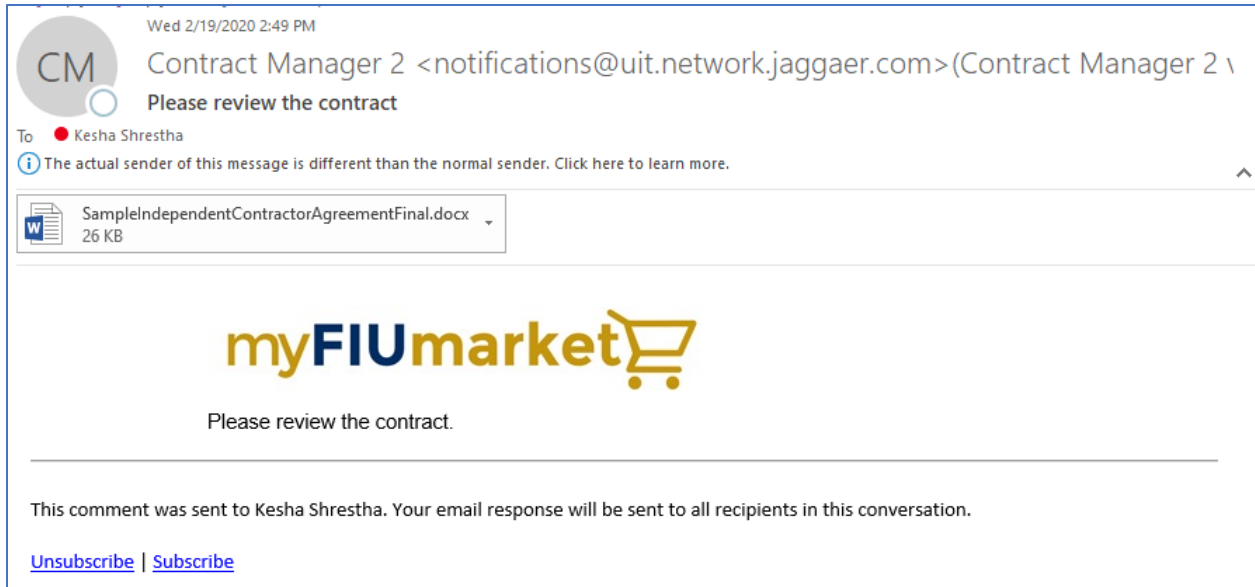 Wed 2/19/2020 2:49 PM
CM
Contract Manager 2 <notifications@uit.network.jaggaer.com>(Contract Manager 2
Please review the contract
To Kesha Shrestha
The actual sender of this message is different than the normal sender. Click here to learn more.
SampleIndependentContractorAgreementFinal.docx
26 KB
myFIUmarket
Please review the contract.
This comment was sent to Kesha Shrestha. Your email response will be sent to all recipients in this conversation.
Unsubscribe | Subscribe